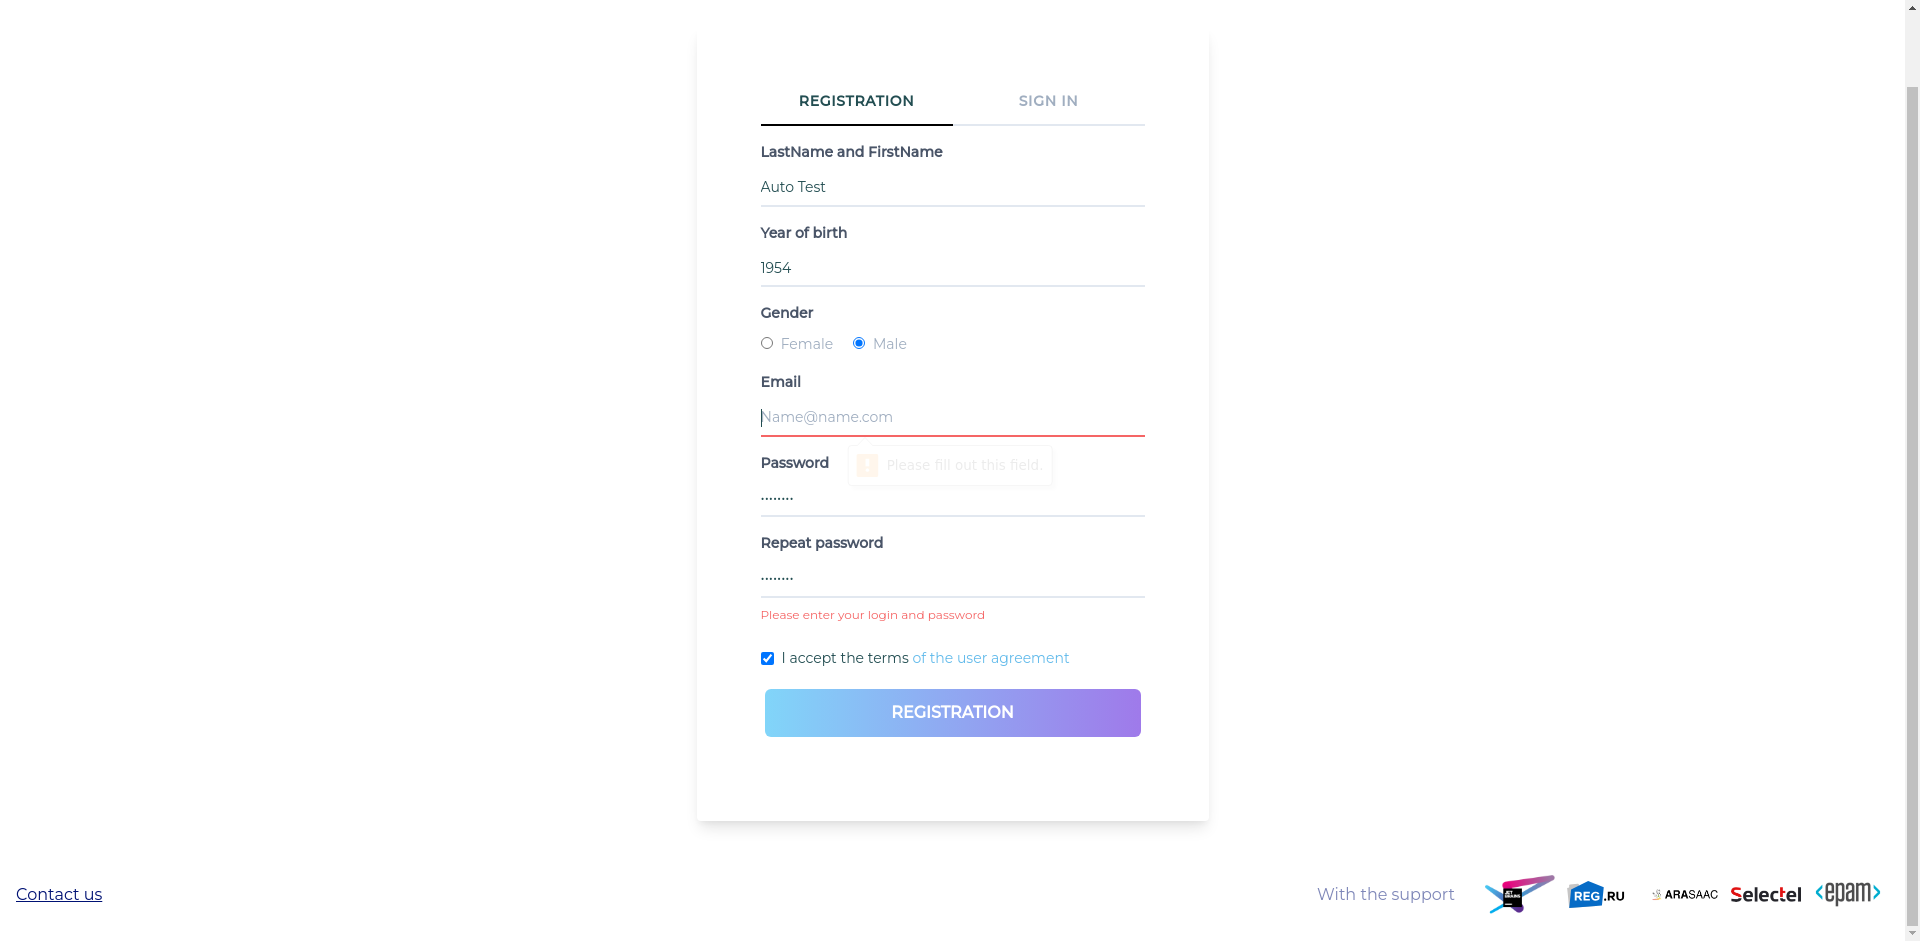 REGISTRATION SIGN IN
LastName and FirstName
Auto Test
Year of birth
1954
Gender
Female Male
Email
Name@name.com
Please fill out this field.
Password
••••••••
Repeat password
••••••••
Please enter your login and password
I accept the terms of the user agreement
REGISTRATION
Contact us
With the support
JET BRAINS
REG.RU
ARASAAC
Selectel
<epam>